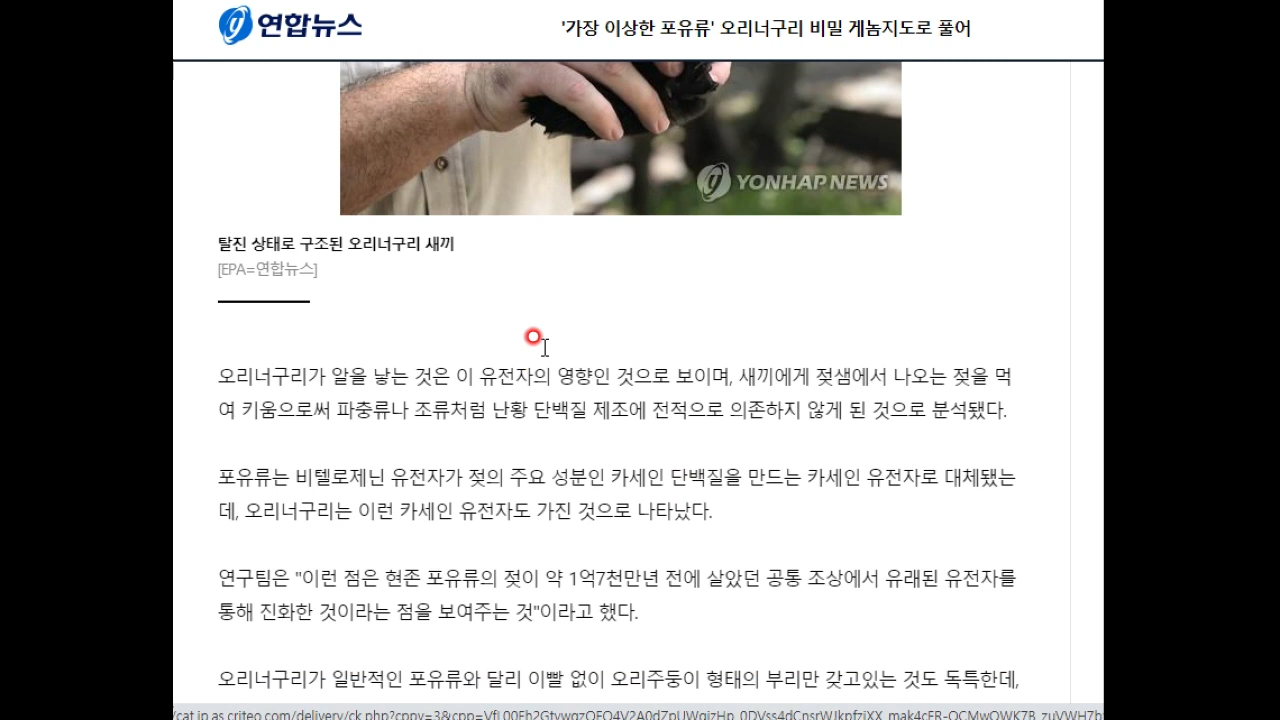 연합뉴스
'가장 이상한 포유류' 오리너구리 비밀 게놈지도로 풀어
YONHAP NEWS
탈진 상태로 구조된 오리너구리 새끼
[EPA=연합뉴스]
오리너구리가 알을 낳는 것은 이 유전자의 영향인 것으로 보이며, 새끼에게 젖샘에서 나오는 젖을 먹
여 키움으로써 파충류나 조류처럼 난황 단백질 제조에 전적으로 의존하지 않게 된 것으로 분석됐다.
포유류는 비텔로제닌 유전자가 젖의 주요 성분인 카세인 단백질을 만드는 카세인 유전자로 대체됐는
데, 오리너구리는 이런 카세인 유전자도 가진 것으로 나타났다.
연구팀은 "이런 점은 현존 포유류의 젖이 약 1억7천만년 전에 살았던 공통 조상에서 유래된 유전자를
통해 진화한 것이라는 점을 보여주는 것"이라고 했다.
오리너구리가 일반적인 포유류와 달리 이빨 없이 오리주둥이 형태의 부리만 갖고있는 것도 독특한데,